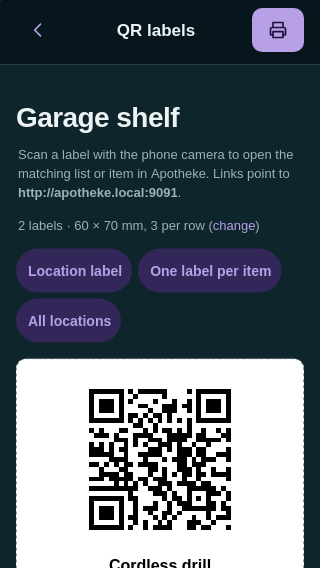 QR labels
Garage shelf
Scan a label with the phone camera to open the
matching list or item in Apotheke. Links point to
http://apotheke.local:9091.
2 labels · 60 × 70 mm, 3 per row (change)
Location label
One label per item
All locations
Cordless drill